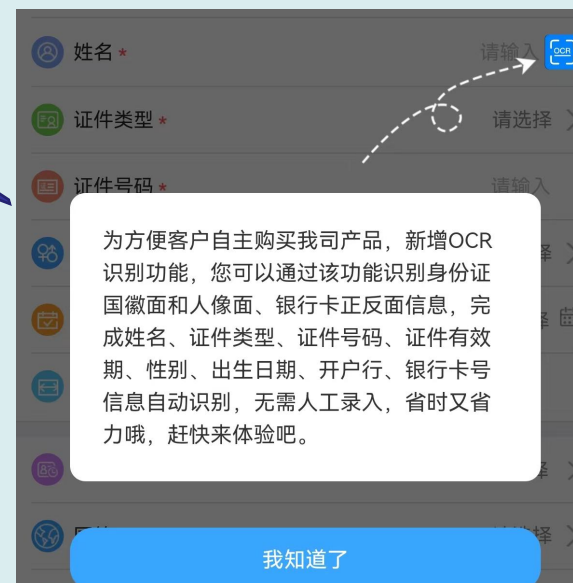 姓名 *
请输入
OCR
证件类型 *
请选择
证件号码 *
请输入
为方便客户自主购买我司产品，新增OCR
识别功能，您可以通过该功能识别身份证
国徽面和人像面、银行卡正反面信息，完
成姓名、证件类型、证件号码、证件有效
期、性别、出生日期、开户行、银行卡号
信息自动识别，无需人工录入，省时又省
力哦，赶快来体验吧。
我知道了